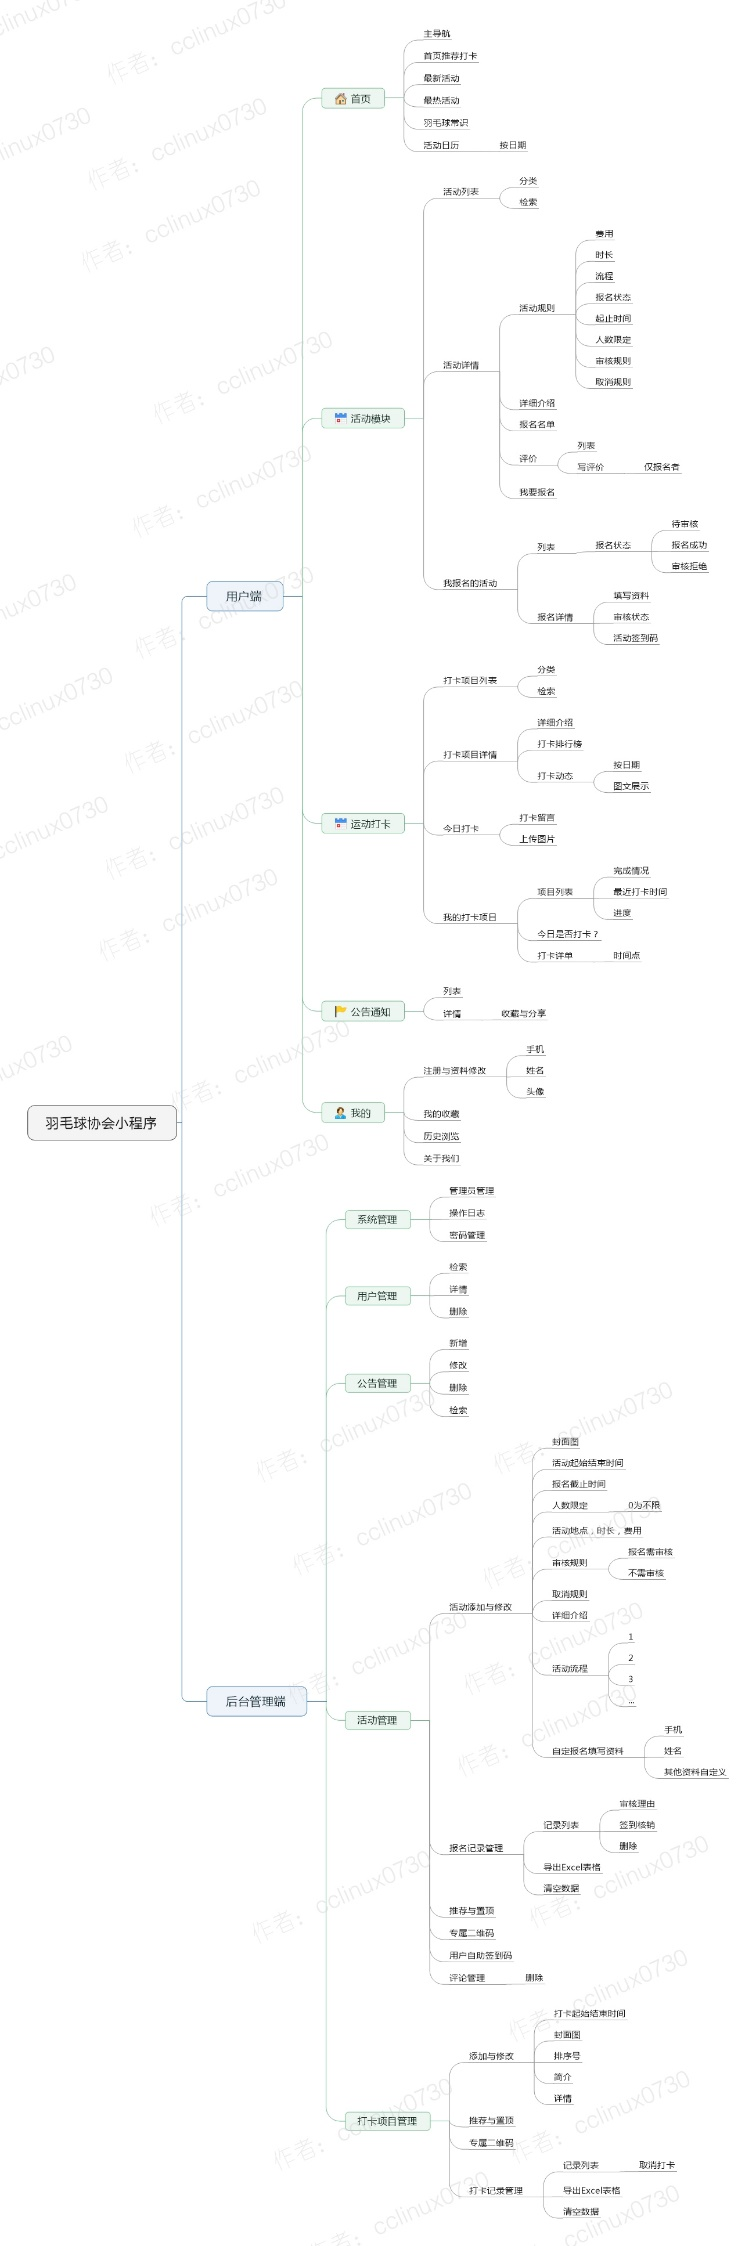 羽毛球协会小程序
用户端
首页
主导航
首页推荐打卡
最新活动
最热活动
羽毛球常识
活动日历
按日期
活动模块
活动列表
分类
检索
活动详情
活动规则
费用
时长
流程
报名状态
起止时间
人数限定
审核规则
取消规则
详细介绍
报名名单
评价
列表
写评价
仅报名者
我要报名
我报名的活动
列表
报名状态
待审核
报名成功
审核拒绝
报名详情
填写资料
审核状态
活动签到码
运动打卡
打卡项目列表
分类
检索
打卡项目详情
详细介绍
打卡排行榜
打卡动态
按日期
图文展示
今日打卡
打卡留言
上传图片
我的打卡项目
项目列表
完成情况
最近打卡时间
进度
今日是否打卡？
打卡详单
时间点
公告通知
列表
详情
收藏与分享
我的
注册与资料修改
手机
姓名
头像
我的收藏
历史浏览
关于我们
后台管理端
系统管理
管理员管理
操作日志
密码管理
用户管理
检索
详情
删除
公告管理
新增
修改
删除
检索
活动管理
活动添加与修改
封面图
活动起始结束时间
报名截止时间
人数限定
0为不限
活动地点，时长，费用
审核规则
报名需审核
不需审核
取消规则
详细介绍
活动流程
1
2
3
...
自定报名填写资料
手机
姓名
其他资料自定义
报名记录管理
记录列表
审核理由
签到核销
删除
导出Excel表格
清空数据
推荐与置顶
专属二维码
用户自助签到码
评论管理
删除
打卡项目管理
添加与修改
打卡起始结束时间
封面图
排序号
简介
详情
推荐与置顶
专属二维码
打卡记录管理
记录列表
取消打卡
导出Excel表格
清空数据
作者：cclinux0730